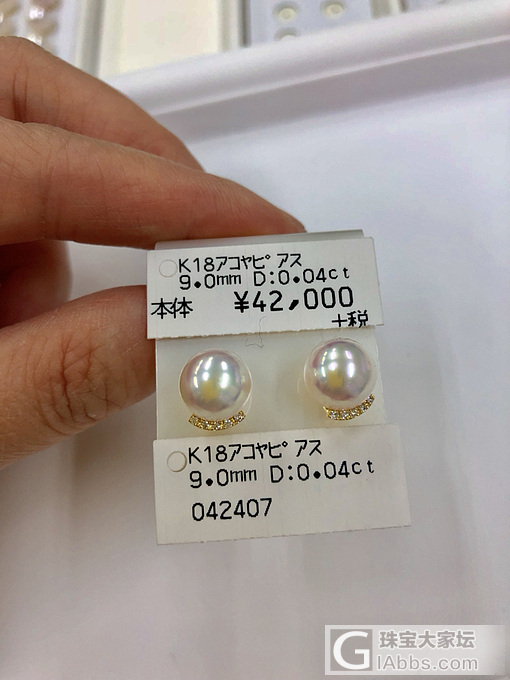 K18アコヤピアス
9.0mm D:0.04ct
本体 ¥42,000
+税
K18アコヤピアス
9.0mm D:0.04ct
042407
G 珠宝大家坛
iAbbs.com